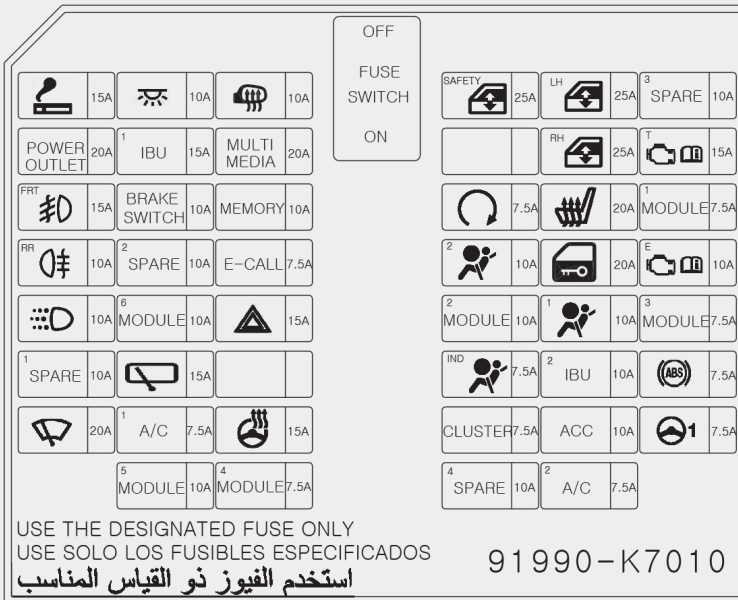 OFF
FUSE
SWITCH
ON
15A 10A 10A SAFETY 25A LH 25A 3 SPARE 10A
POWER OUTLET 20A 1 IBU 15A MULTI MEDIA 20A RH 25A T 15A
FRT 15A BRAKE SWITCH 10A MEMORY 10A 7.5A 20A 1 MODULE 7.5A
RR 10A 2 SPARE 10A E-CALL 7.5A 2 10A 20A E 10A
10A 6 MODULE 10A 15A 2 MODULE 10A 1 10A 3 MODULE 7.5A
1 SPARE 10A 15A IND 7.5A 2 IBU 10A ABS 7.5A
20A 1 A/C 7.5A 15A CLUSTER 7.5A ACC 10A 1 7.5A
5 MODULE 10A 4 MODULE 7.5A 4 SPARE 10A 2 A/C 7.5A
USE THE DESIGNATED FUSE ONLY
USE SOLO LOS FUSIBLES ESPECIFICADOS
استخدم الفيوز ذو القياس المناسب
91990-K7010